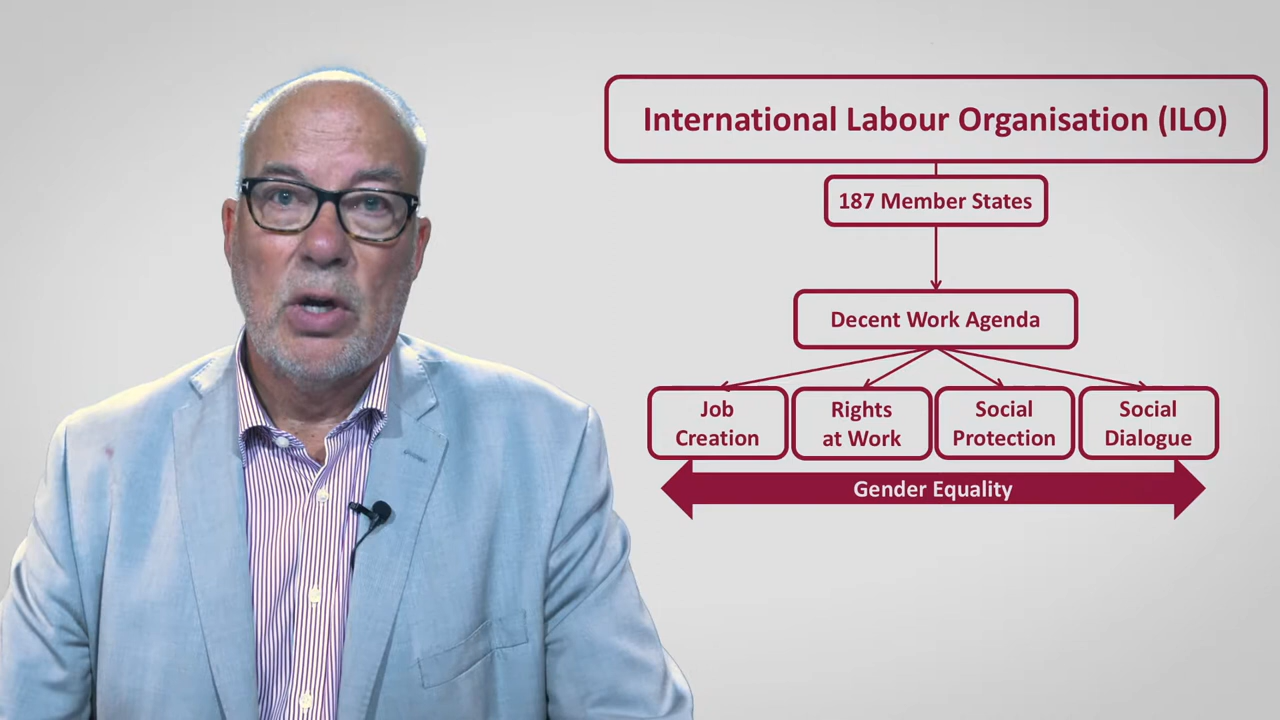 International Labour Organisation (ILO)
187 Member States
Decent Work Agenda
Job
Creation
Rights
at Work
Social
Protection
Social
Dialogue
Gender Equality